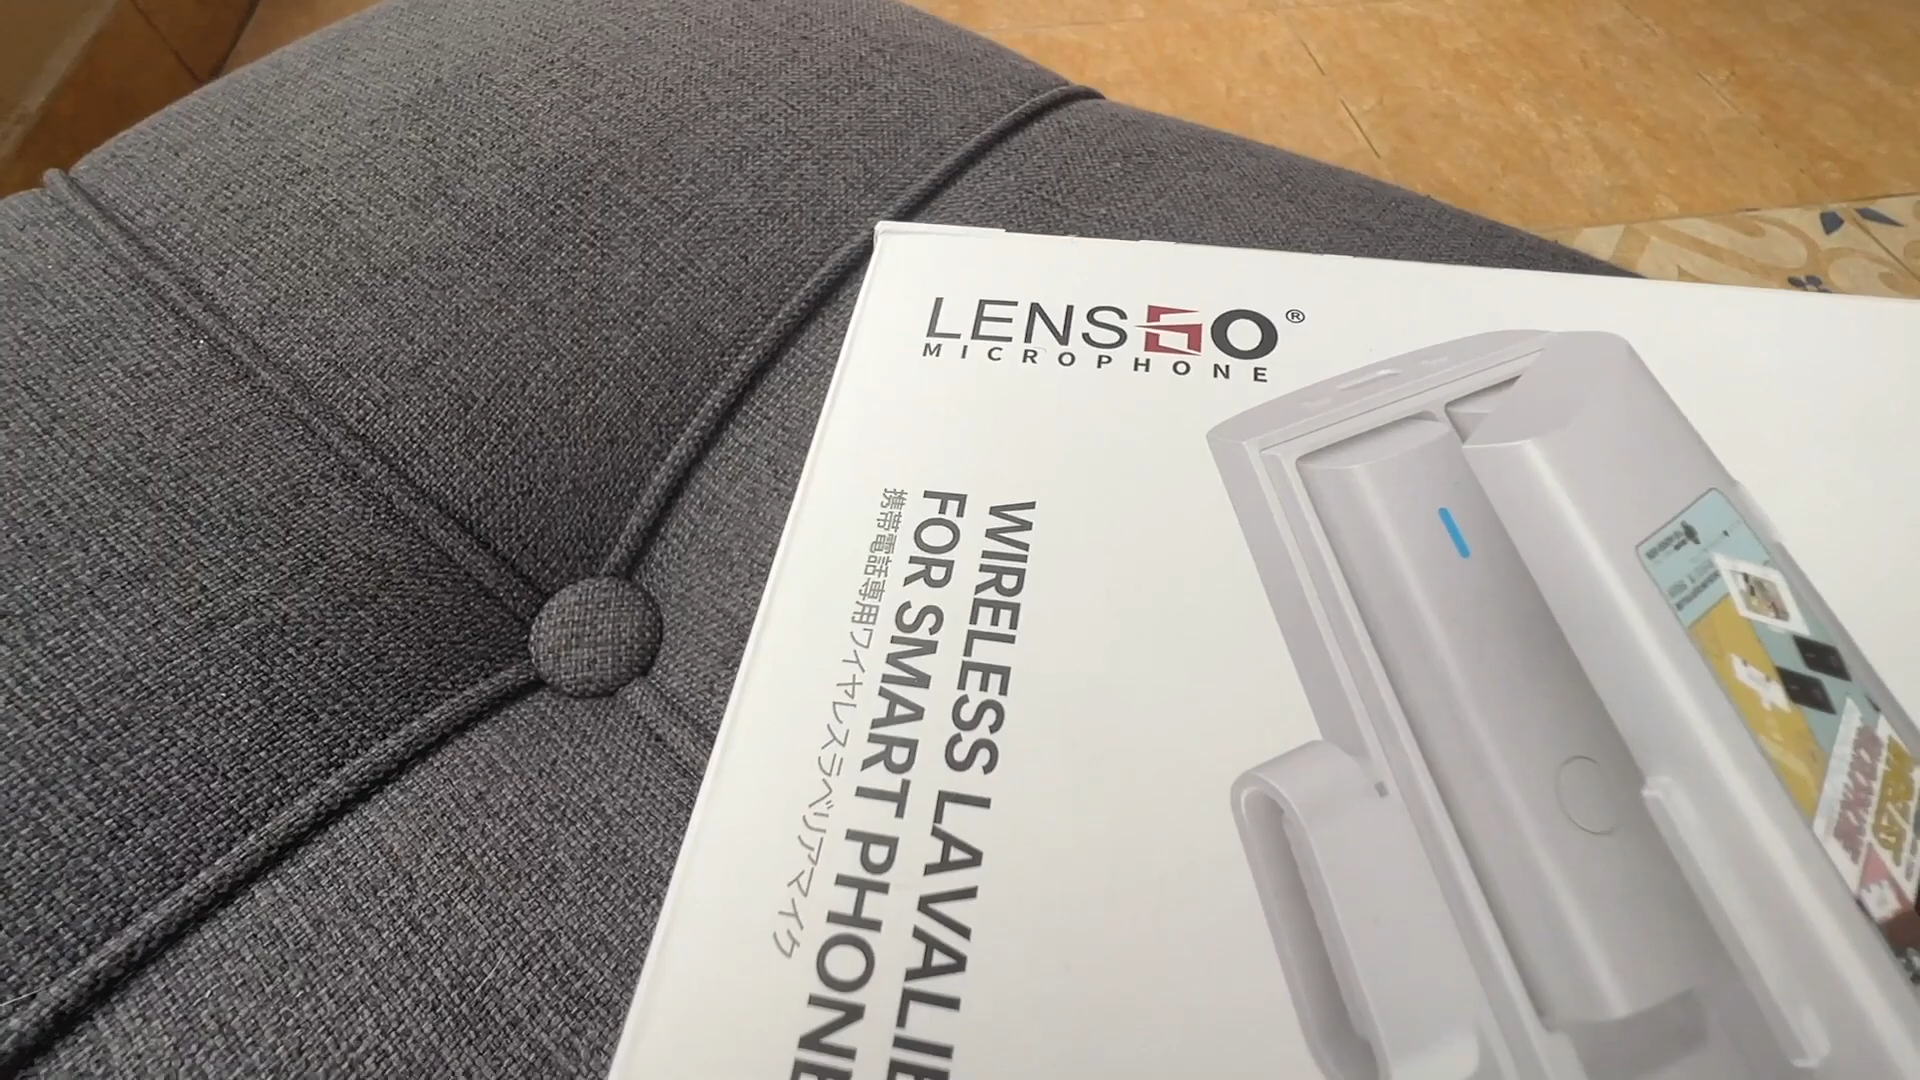 LENSGO®
MICROPHONE
WIRELESS LAVALIE
FOR SMART PHONE
携帯電話専用ワイヤレスラベリアマイク